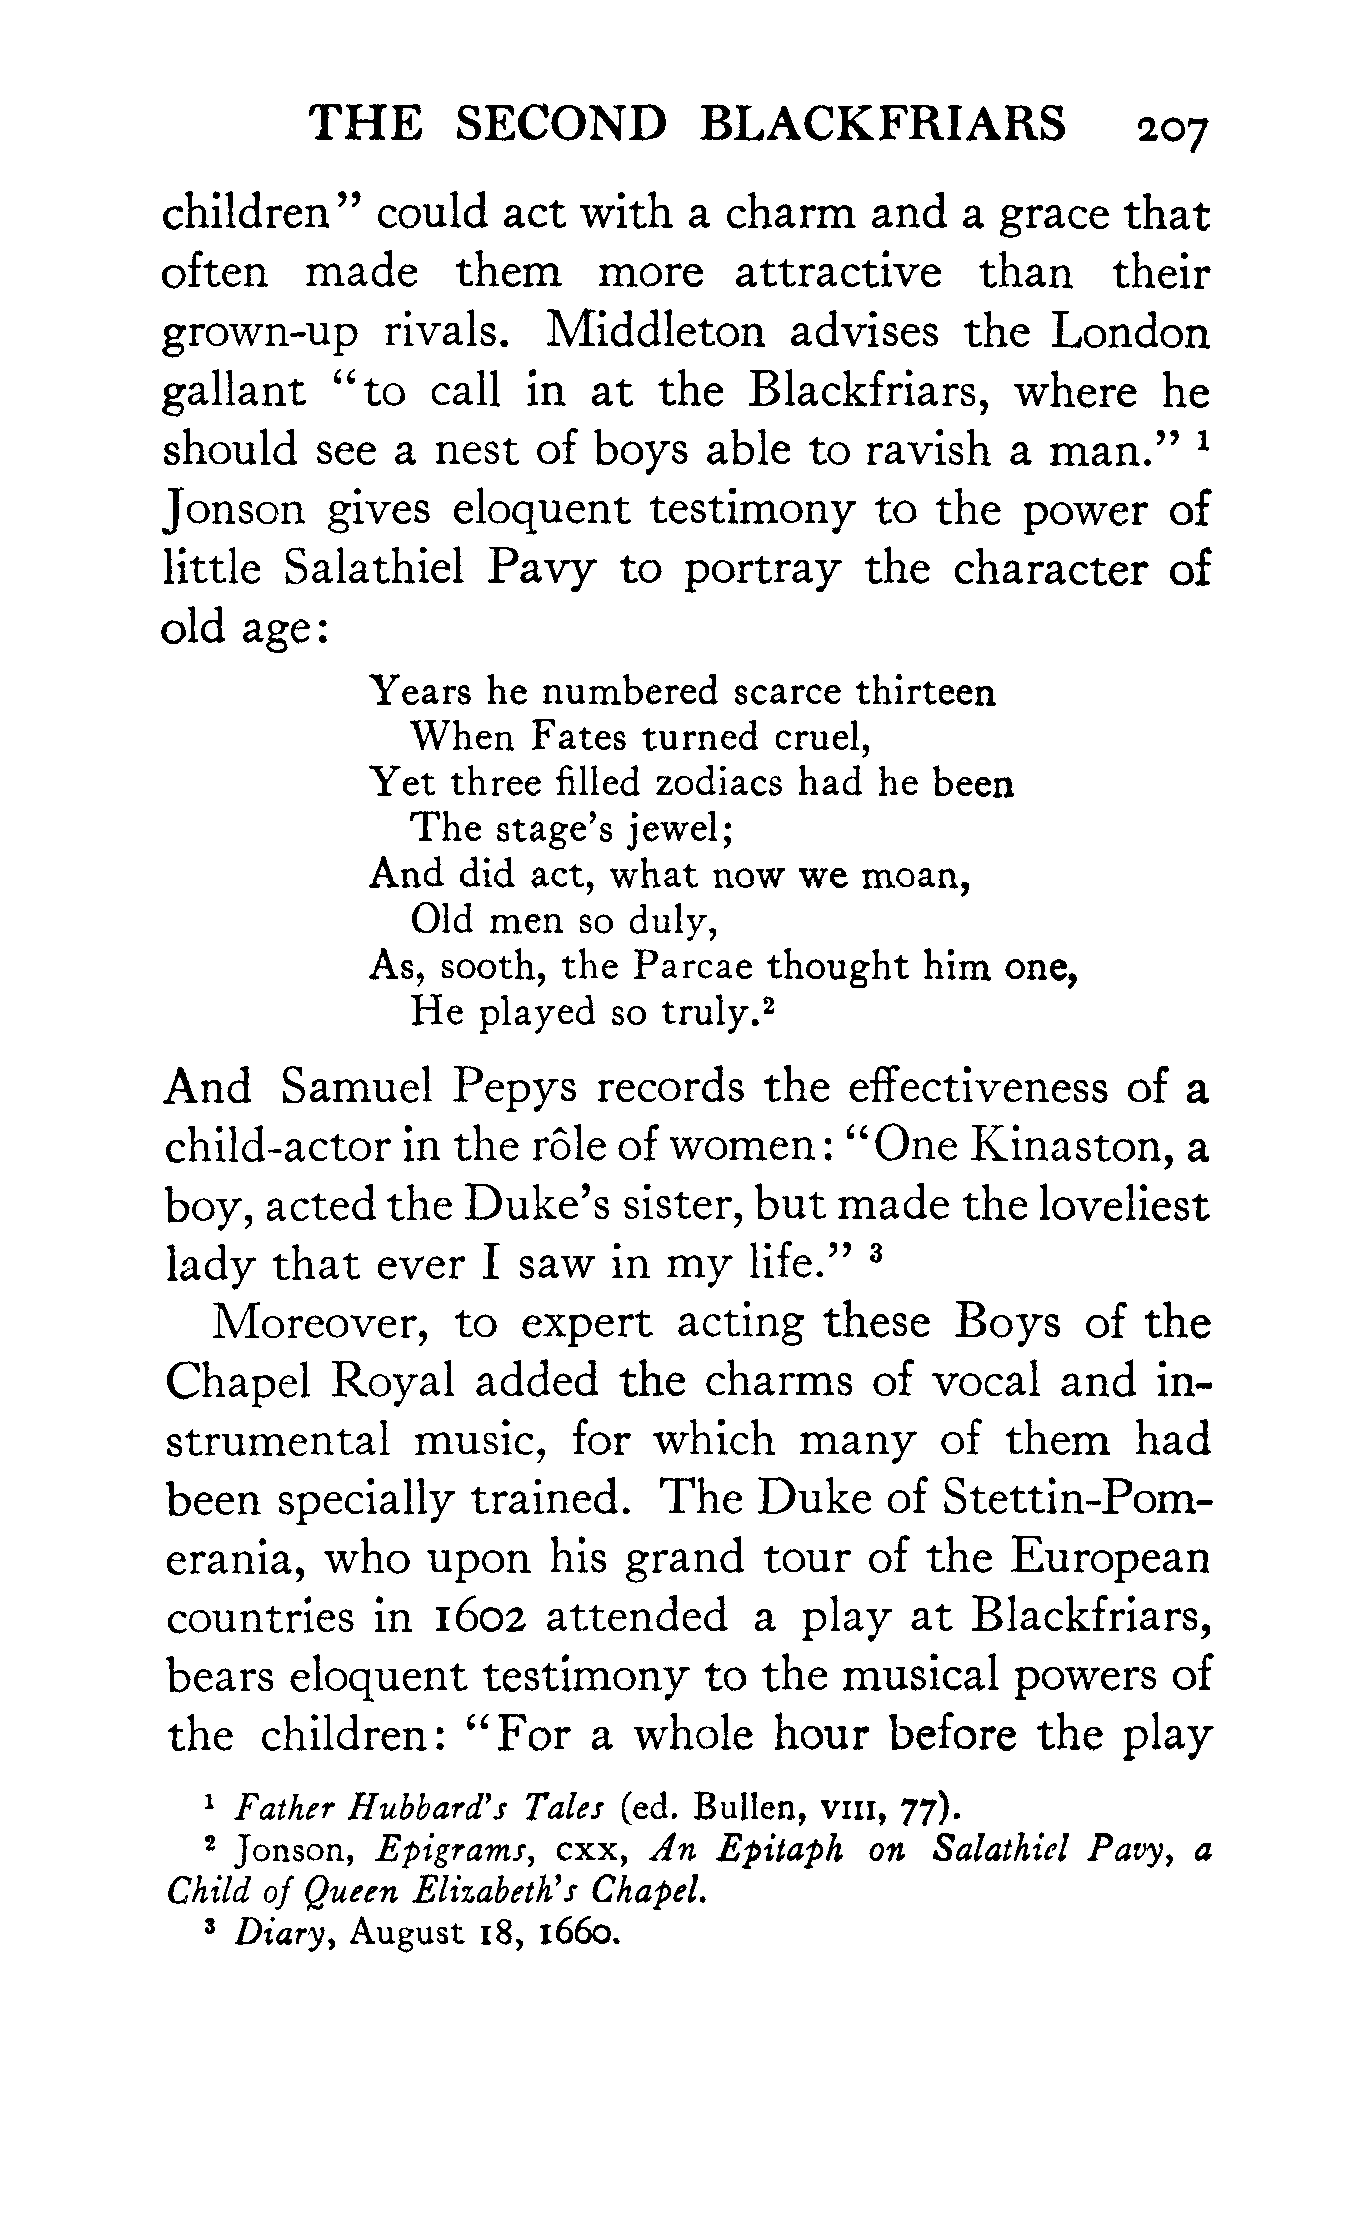 THE SECOND BLACKFRIARS 207
children" could act with a charm and a grace that
often made them more attractive than their
grown-up rivals. Middleton advises the London
gallant "to call in at the Blackfriars, where he
should see a nest of boys able to ravish a man." ¹
Jonson gives eloquent testimony to the power of
little Salathiel Pavy to portray the character of
old age:
Years he numbered scarce thirteen
When Fates turned cruel,
Yet three filled zodiacs had he been
The stage's jewel;
And did act, what now we moan,
Old men so duly,
As, sooth, the Parcae thought him one,
He played so truly.²
And Samuel Pepys records the effectiveness of a
child-actor in the rôle of women: "One Kinaston, a
boy, acted the Duke's sister, but made the loveliest
lady that ever I saw in my life." ³
Moreover, to expert acting these Boys of the
Chapel Royal added the charms of vocal and in-
strumental music, for which many of them had
been specially trained. The Duke of Stettin-Pom-
erania, who upon his grand tour of the European
countries in 1602 attended a play at Blackfriars,
bears eloquent testimony to the musical powers of
the children: "For a whole hour before the play
¹ Father Hubbard's Tales (ed. Bullen, VIII, 77).
² Jonson, Epigrams, CXX, An Epitaph on Salathiel Pavy, a
Child of Queen Elizabeth's Chapel.
³ Diary, August 18, 1660.